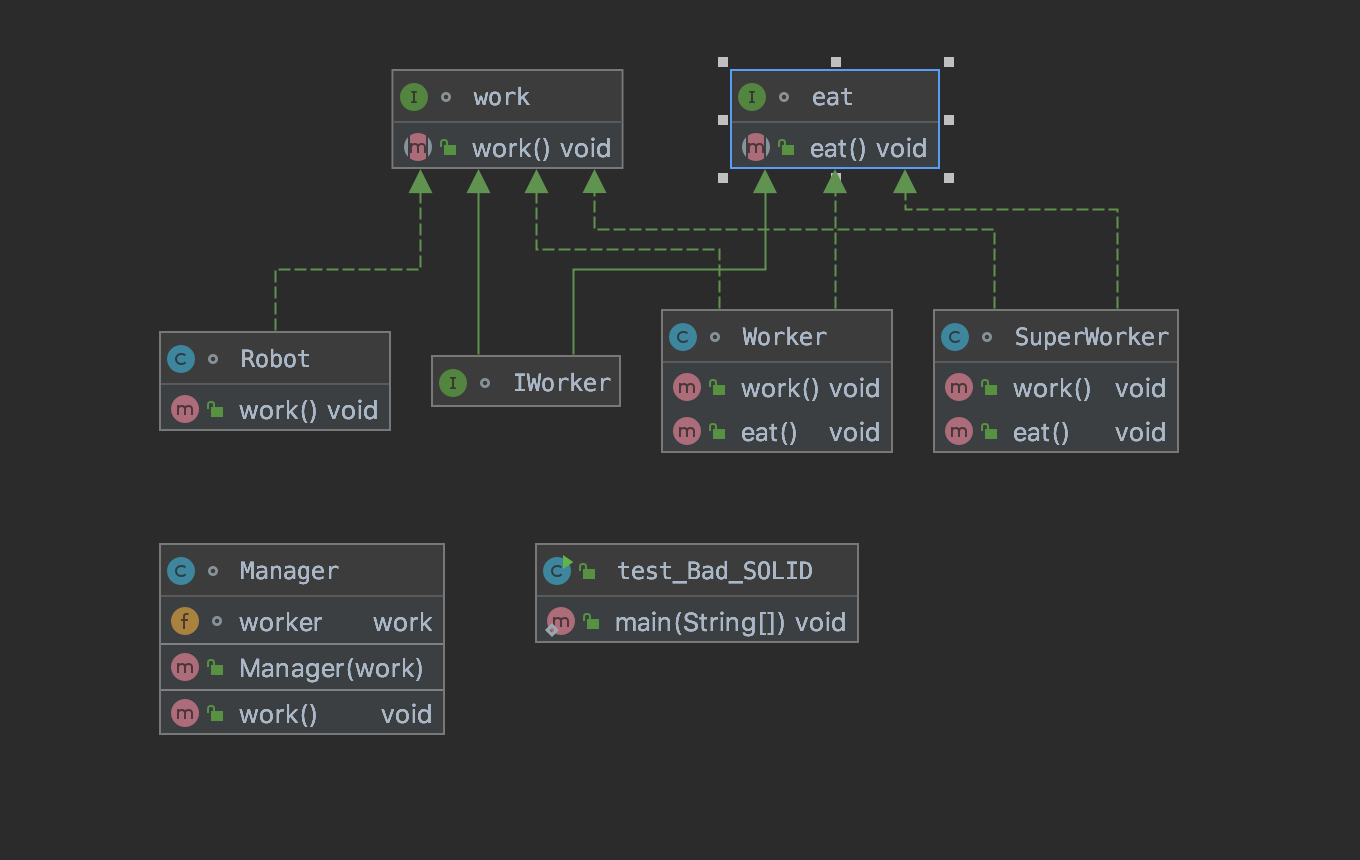 I work
m work() void
I eat
m eat() void
C Robot
m work() void
I IWorker
C Worker
m work() void
m eat() void
C SuperWorker
m work() void
m eat() void
C Manager
f worker work
m Manager(work)
m work() void
C test_Bad_SOLID
m main(String[]) void